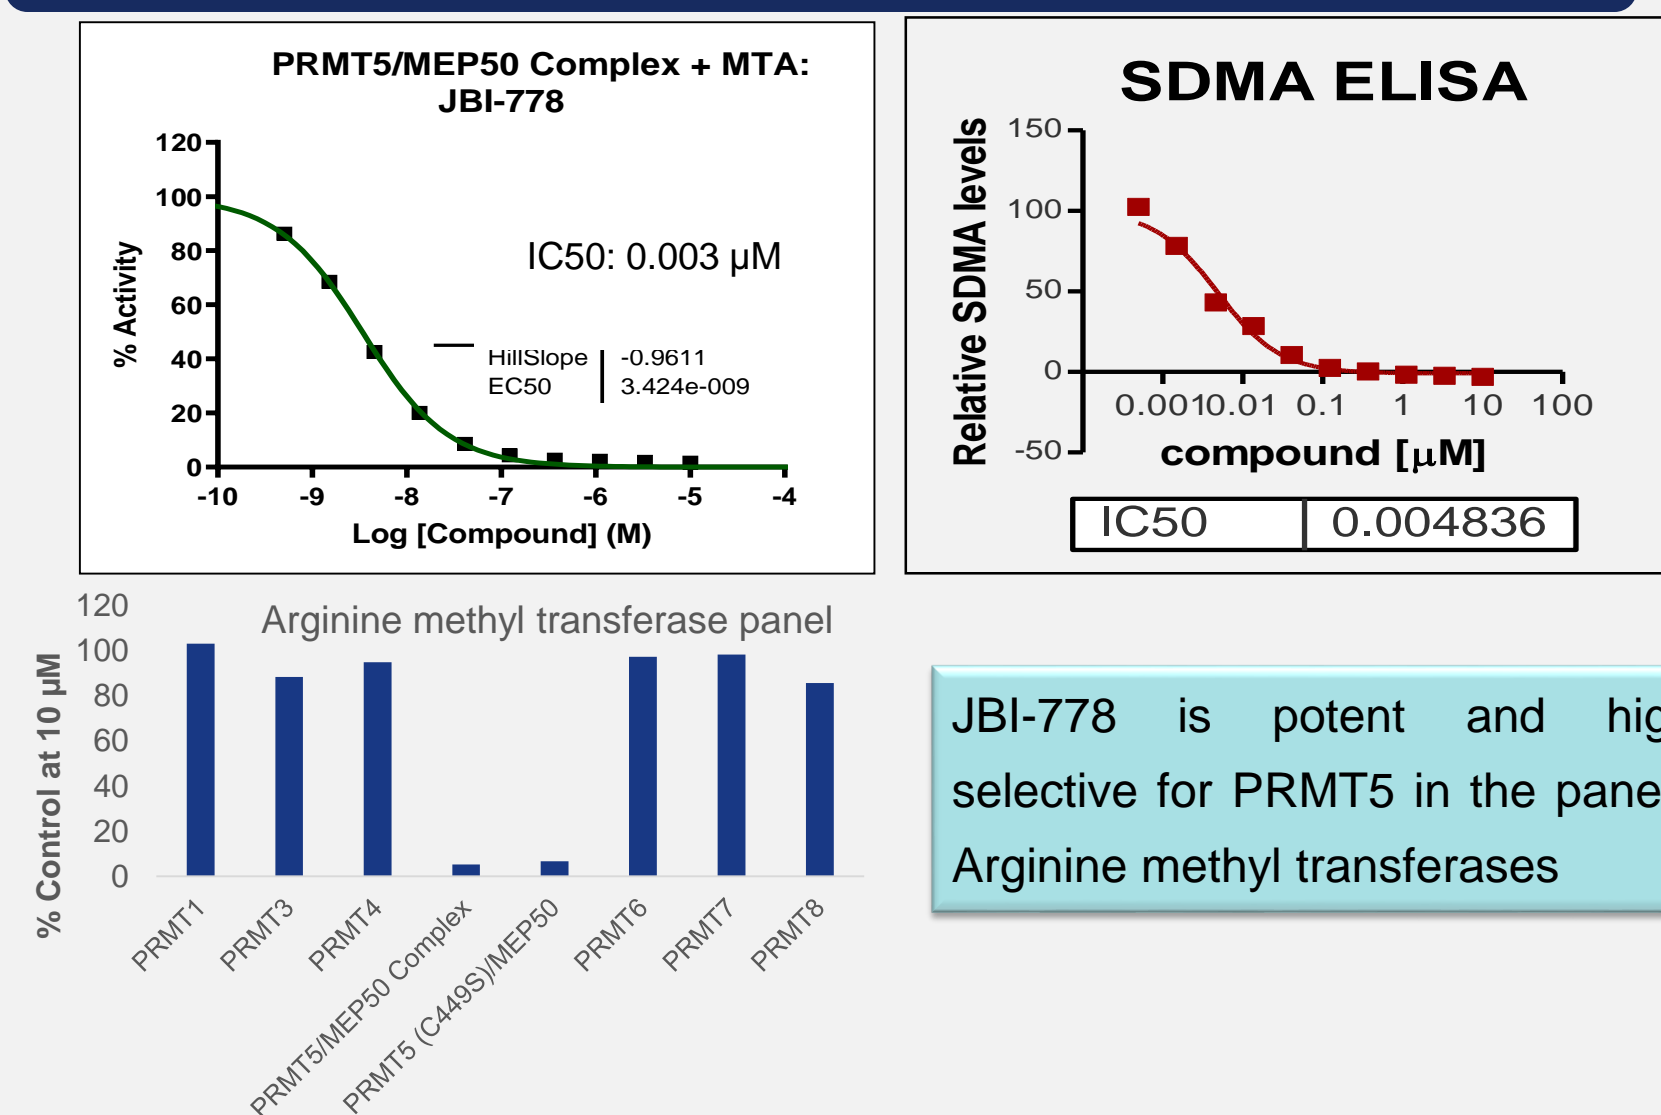 PRMT5/MEP50 Complex + MTA:
JBI-778
120
100
80
60
40
20
0
% Activity
IC50: 0.003 µM
HillSlope -0.9611
EC50 3.424e-009
-10 -9 -8 -7 -6 -5 -4
Log [Compound] (M)
SDMA ELISA
Relative SDMA levels
150
100
50
0
-50
0.001 0.01 0.1 1 10 100
compound [µM]
IC50 0.004836
Arginine methyl transferase panel
% Control at 10 µM
120
100
80
60
40
20
0
PRMT1
PRMT3
PRMT4
PRMT5/MEP50 Complex
PRMT5 (C449S)/MEP50
PRMT6
PRMT7
PRMT8
JBI-778 is potent and hig
selective for PRMT5 in the pane
Arginine methyl transferases